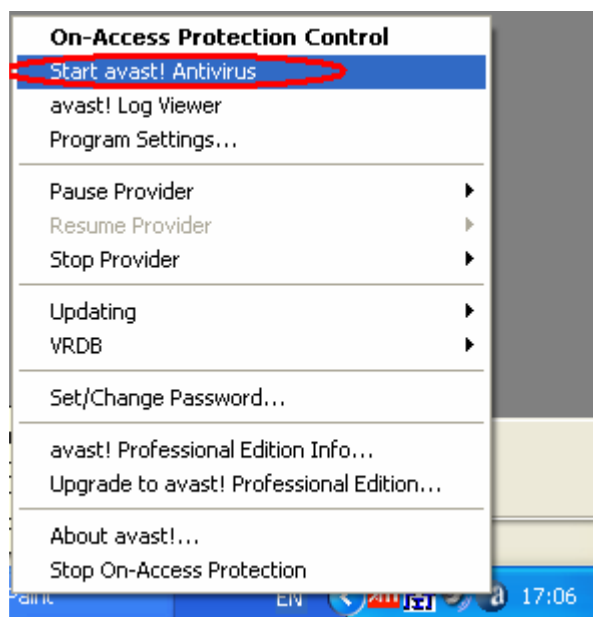 On-Access Protection Control
Start avast! Antivirus
avast! Log Viewer
Program Settings...
Pause Provider
Resume Provider
Stop Provider
Updating
VRDB
Set/Change Password...
avast! Professional Edition Info...
Upgrade to avast! Professional Edition...
About avast!...
Stop On-Access Protection
Paint EN a 17:06